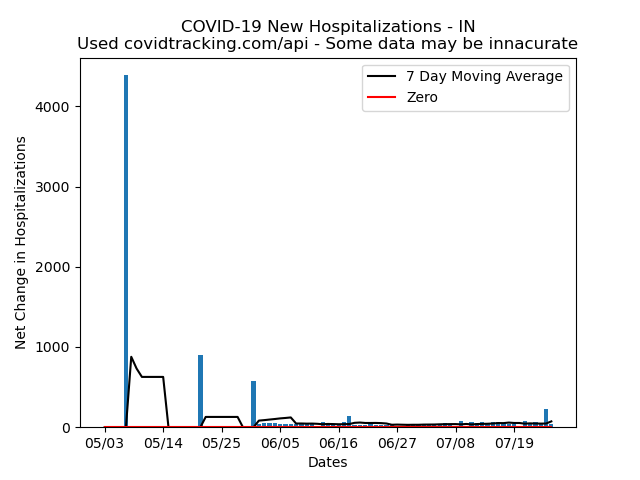 COVID-19 New Hospitalizations - IN
Used covidtracking.com/api - Some data may be innacurate
7 Day Moving Average
Zero
Net Change in Hospitalizations
4000
3000
2000
1000
0
05/03 05/14 05/25 06/05 06/16 06/27 07/08 07/19
Dates